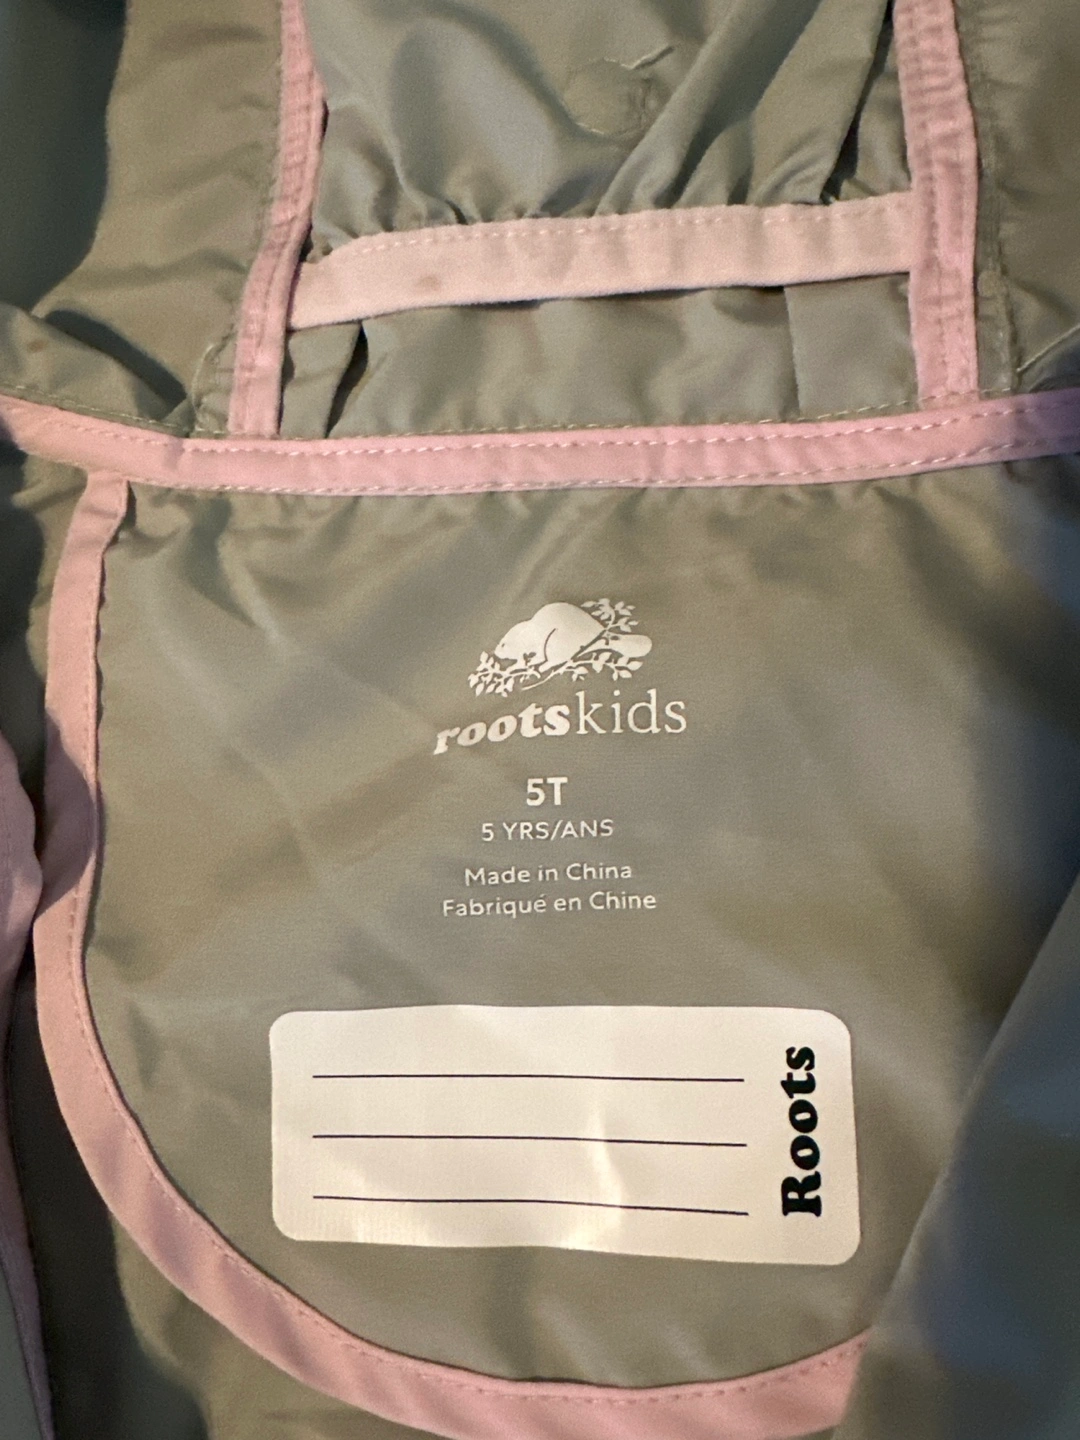 rootskids
5T
5 YRS/ANS
Made in China
Fabriqué en Chine
Roots